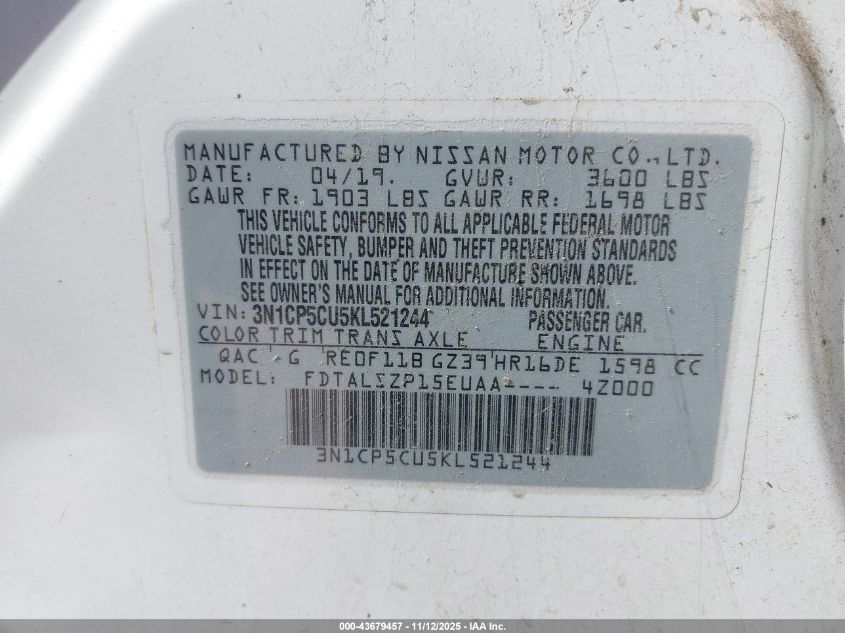 MANUFACTURED BY NISSAN MOTOR CO., LTD.
DATE: 04/19. GVWR: 3600 LBS
GAWR FR: 1903 LBS GAWR RR: 1698 LBS
THIS VEHICLE CONFORMS TO ALL APPLICABLE FEDERAL MOTOR
VEHICLE SAFETY, BUMPER AND THEFT PREVENTION STANDARDS
IN EFFECT ON THE DATE OF MANUFACTURE SHOWN ABOVE.
SEE OWNER'S MANUAL FOR ADDITIONAL INFORMATION.
VIN: 3N1CP5CU5KL521244 PASSENGER CAR.
COLOR TRIM TRANS AXLE ENGINE
QAC G RE0F11B GZ39 HR16DE 1598 CC
MODEL: FDTALSZP15EUAA---- 4Z000
3N1CP5CU5KL521244
000-43679457 - 11/12/2025 - IAA Inc.